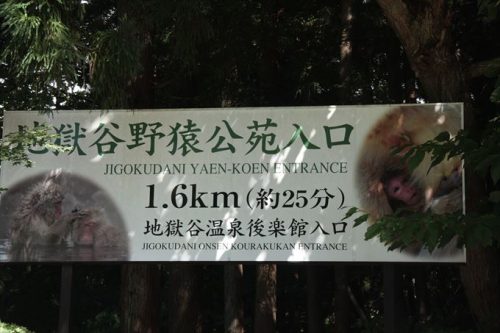 地獄谷野猿公苑入口
JIGOKUDANI YAEN-KOEN ENTRANCE
1.6km(約25分)
地獄谷温泉後楽館入口
JIGOKUDANI ONSEN KOURAKUKAN ENTRANCE